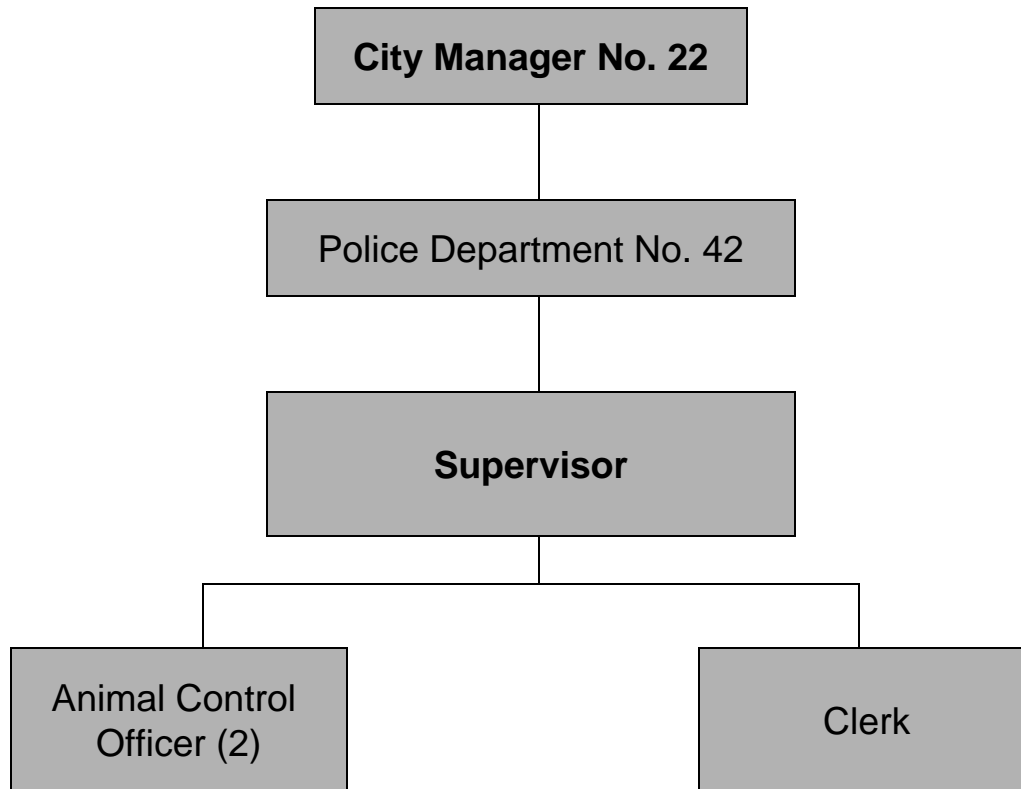 City Manager No. 22
Police Department No. 42
Supervisor
Animal Control
Officer (2)
Clerk